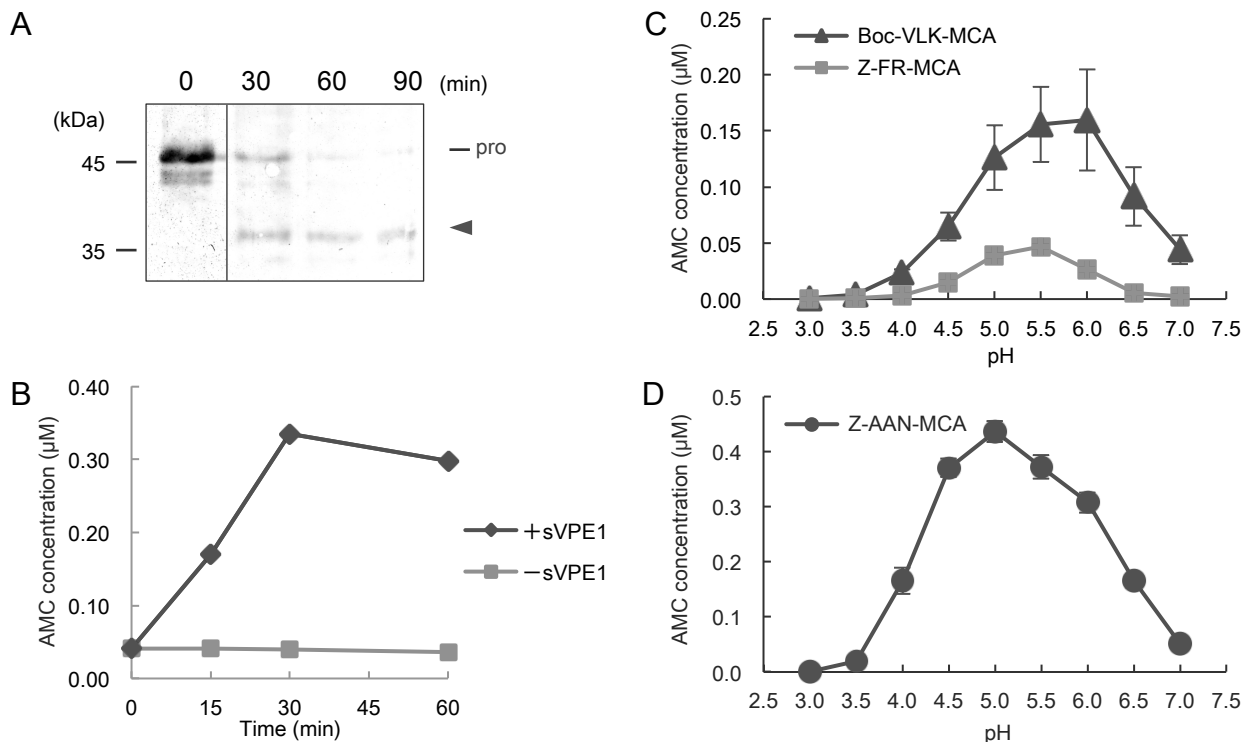 A
0 30 60 90 (min)
(kDa)
45
35
pro
B
AMC concentration (µM)
0.40
0.30
0.20
0.10
0.00
0 15 30 45 60
Time (min)
+sVPE1
−sVPE1
C
AMC concentration (µM)
0.25
0.20
0.15
0.10
0.05
0.00
Boc-VLK-MCA
Z-FR-MCA
2.5 3.0 3.5 4.0 4.5 5.0 5.5 6.0 6.5 7.0 7.5
pH
D
AMC concentration (µM)
0.5
0.4
0.3
0.2
0.1
0.0
Z-AAN-MCA
2.5 3.0 3.5 4.0 4.5 5.0 5.5 6.0 6.5 7.0 7.5
pH